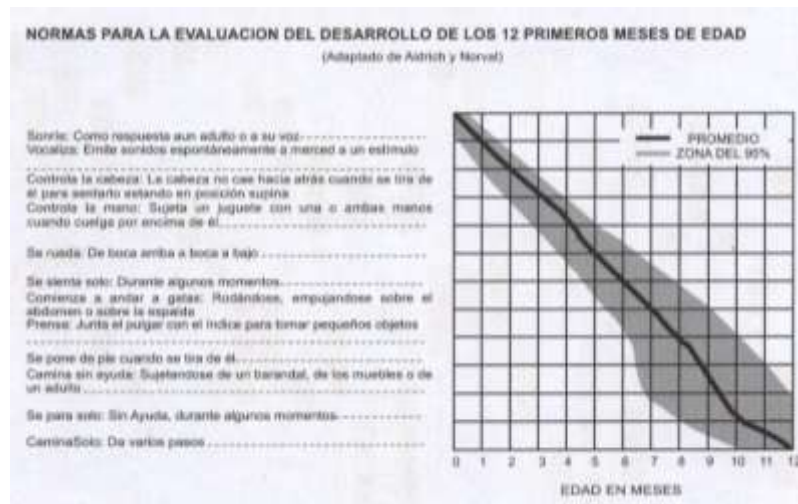 NORMAS PARA LA EVALUACION DEL DESARROLLO DE LOS 12 PRIMEROS MESES DE EDAD
(Adaptado de Aldrich y Norval)
Sonrie: Como respuesta aun adulto o a su voz
Vocaliza: Emite sonidos espontáneamente a merced a un estímulo
Controla la cabeza: La cabeza no cae hacia atrás cuando se tira de
él para sentarlo estando en posición supina
Controla la mano: Sujeta un juguete con una o ambas manos
cuando cuelga por encima de él
Se rueda: De boca arriba a boca a bajo
Se sienta solo: Durante algunos momentos
Comienza a andar a gatas: Rodándose, empujandose sobre el
abdomen o sobre la espalda
Prensa: Junta el pulgar con el índice para tomar pequeños objetos
Se pone de pie cuando se tira de él
Camina sin ayuda: Sujetandose de un barandal, de los muebles o de
un adulto
Se para solo: Sin Ayuda, durante algunos momentos
CaminaSolo: Da varios pasos
PROMEDIO
ZONA DEL 95%
0 1 2 3 4 5 6 7 8 9 10 11 12
EDAD EN MESES